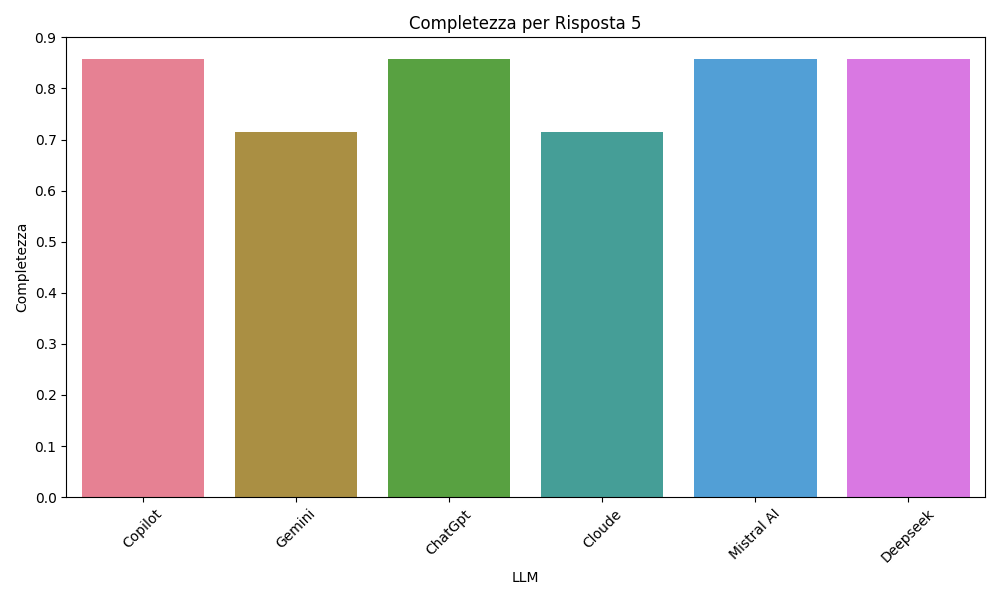 Completezza per Risposta 5
Completezza
0.9
0.8
0.7
0.6
0.5
0.4
0.3
0.2
0.1
0.0
Copilot
Gemini
ChatGpt
Cloude
Mistral AI
Deepseek
LLM